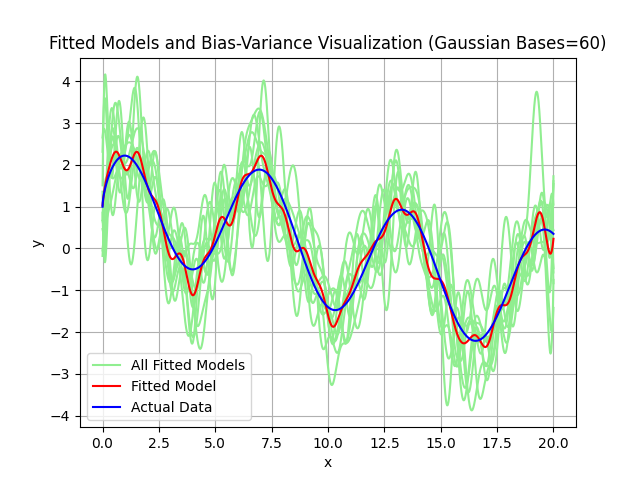 Fitted Models and Bias-Variance Visualization (Gaussian Bases=60)
y
4
3
2
1
0
−1
−2
−3
−4
All Fitted Models
Fitted Model
Actual Data
0.0 2.5 5.0 7.5 10.0 12.5 15.0 17.5 20.0
x